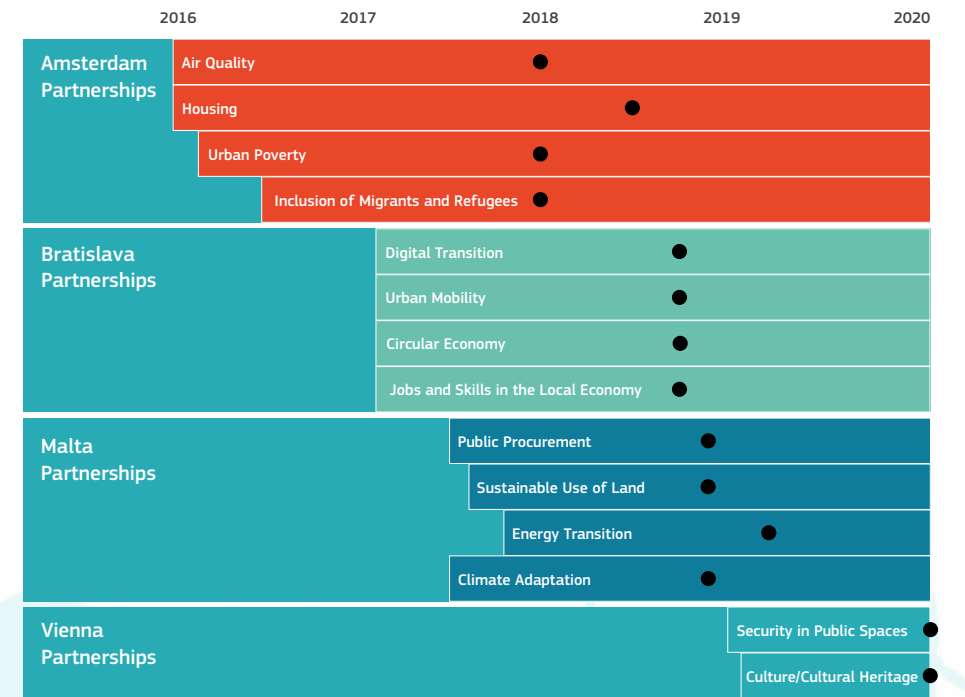 2016 2017 2018 2019 2020
Amsterdam
Partnerships
Air Quality
Housing
Urban Poverty
Inclusion of Migrants and Refugees
Bratislava
Partnerships
Digital Transition
Urban Mobility
Circular Economy
Jobs and Skills in the Local Economy
Malta
Partnerships
Public Procurement
Sustainable Use of Land
Energy Transition
Climate Adaptation
Vienna
Partnerships
Security in Public Spaces
Culture/Cultural Heritage